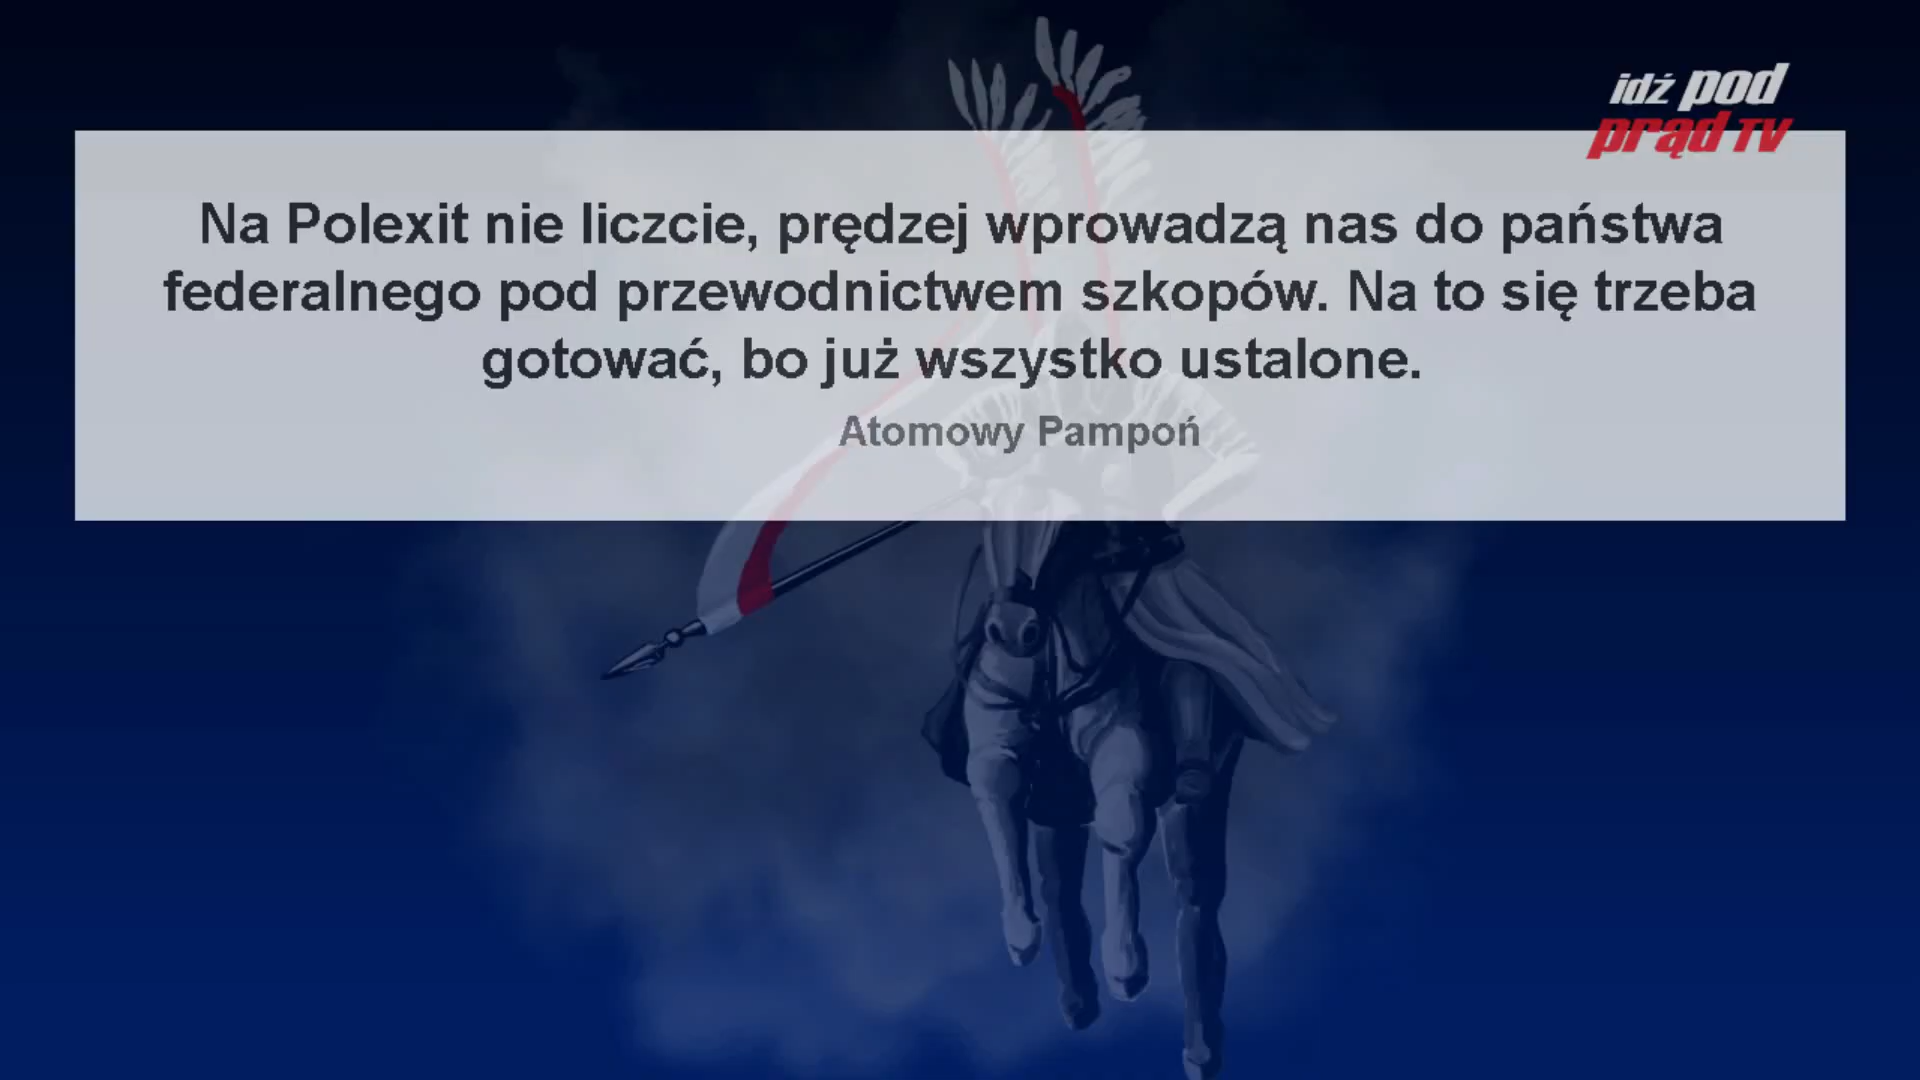 idź pod
prąd TV
Na Polexit nie liczcie, prędzej wprowadzą nas do państwa
federalnego pod przewodnictwem szkopów. Na to się trzeba
gotować, bo już wszystko ustalone.
Atomowy Pampoń